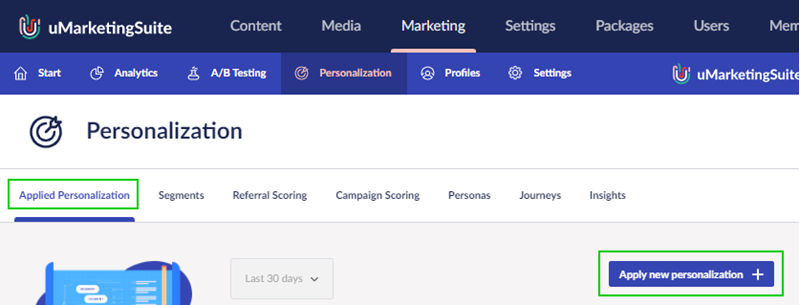 uMarketingSuite Content Media Marketing Settings Packages Users Mem
Start Analytics A/B Testing Personalization Profiles Settings uMarketingSuite
Personalization
Applied Personalization Segments Referral Scoring Campaign Scoring Personas Journeys Insights
Last 30 days Apply new personalization +